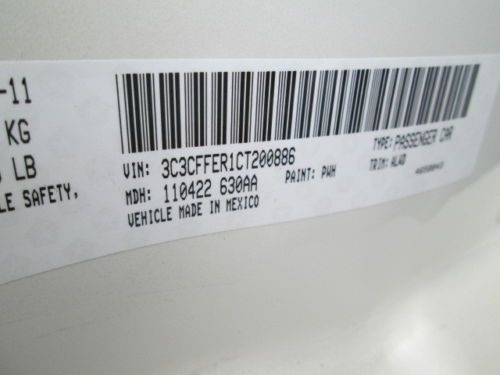 -11
KG
LB
LE SAFETY,
VIN: 3C3CFFER1CT200886
TYPE: PASSENGER CAR
MDH: 110422 630AA
PAINT: PWH
TRIM: ALAB
VEHICLE MADE IN MEXICO